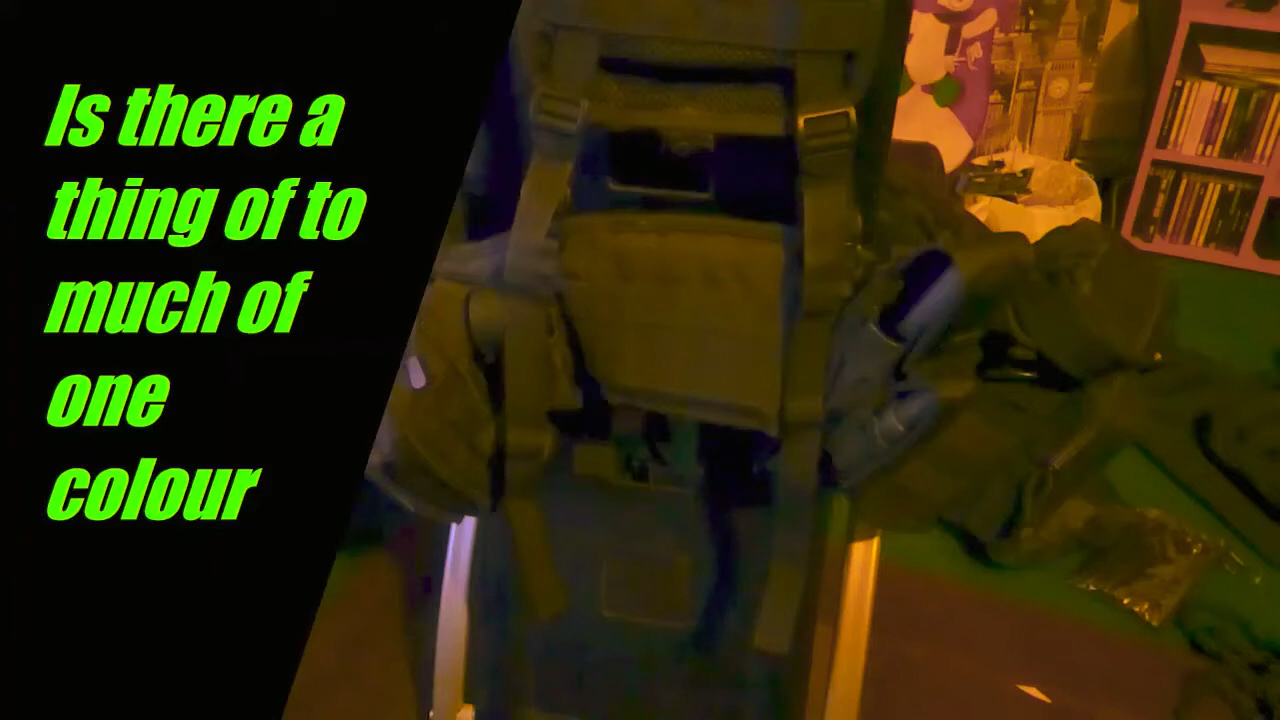 Is there a
thing of to
much of
one
colour